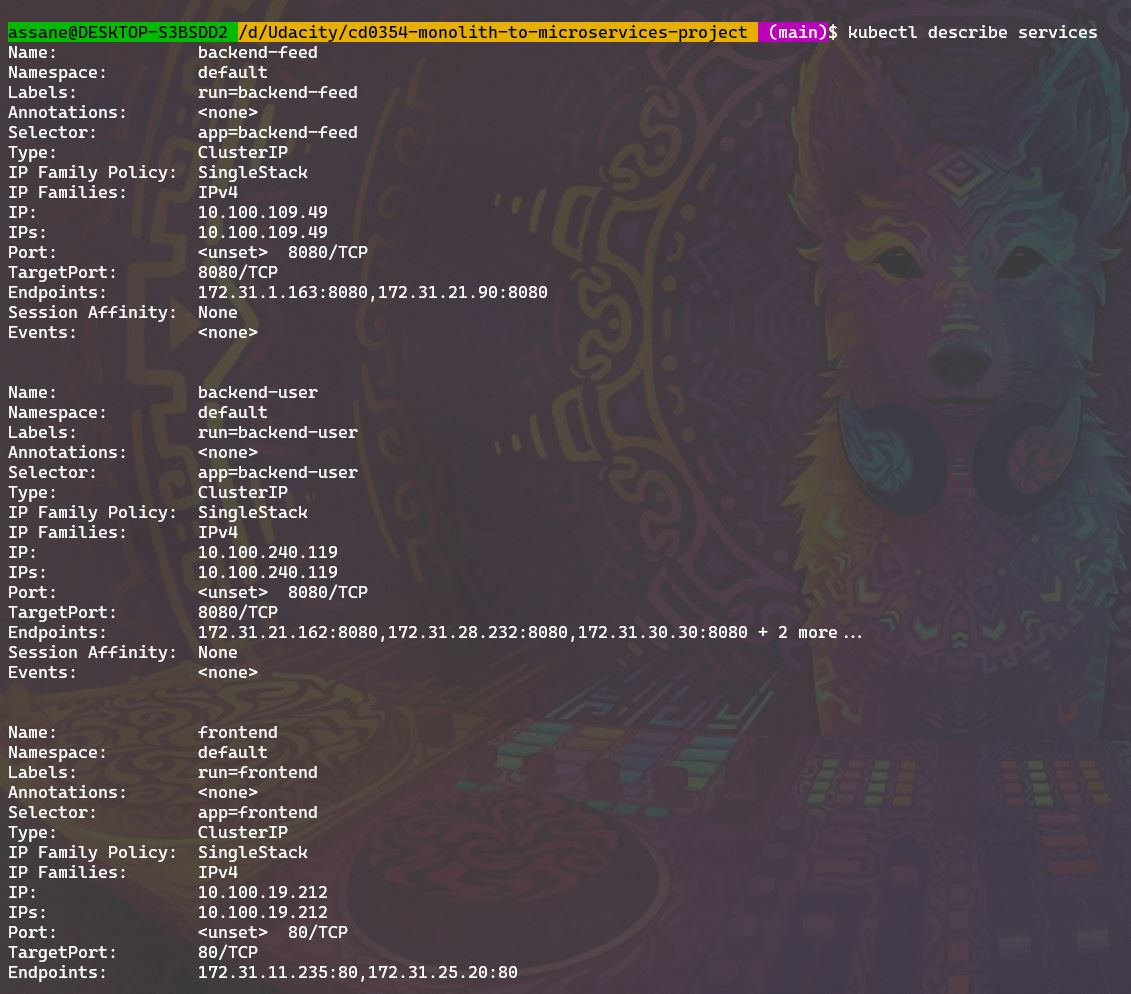 assane@DESKTOP-S3BSDD2 /d/Udacity/cd0354-monolith-to-microservices-project (main)$ kubectl describe services
Name:              backend-feed
Namespace:         default
Labels:            run=backend-feed
Annotations:       <none>
Selector:          app=backend-feed
Type:              ClusterIP
IP Family Policy:  SingleStack
IP Families:       IPv4
IP:                10.100.109.49
IPs:               10.100.109.49
Port:              <unset>  8080/TCP
TargetPort:        8080/TCP
Endpoints:         172.31.1.163:8080,172.31.21.90:8080
Session Affinity:  None
Events:            <none>
Name:              backend-user
Namespace:         default
Labels:            run=backend-user
Annotations:       <none>
Selector:          app=backend-user
Type:              ClusterIP
IP Family Policy:  SingleStack
IP Families:       IPv4
IP:                10.100.240.119
IPs:               10.100.240.119
Port:              <unset>  8080/TCP
TargetPort:        8080/TCP
Endpoints:         172.31.21.162:8080,172.31.28.232:8080,172.31.30.30:8080 + 2 more...
Session Affinity:  None
Events:            <none>
Name:              frontend
Namespace:         default
Labels:            run=frontend
Annotations:       <none>
Selector:          app=frontend
Type:              ClusterIP
IP Family Policy:  SingleStack
IP Families:       IPv4
IP:                10.100.19.212
IPs:               10.100.19.212
Port:              <unset>  80/TCP
TargetPort:        80/TCP
Endpoints:         172.31.11.235:80,172.31.25.20:80